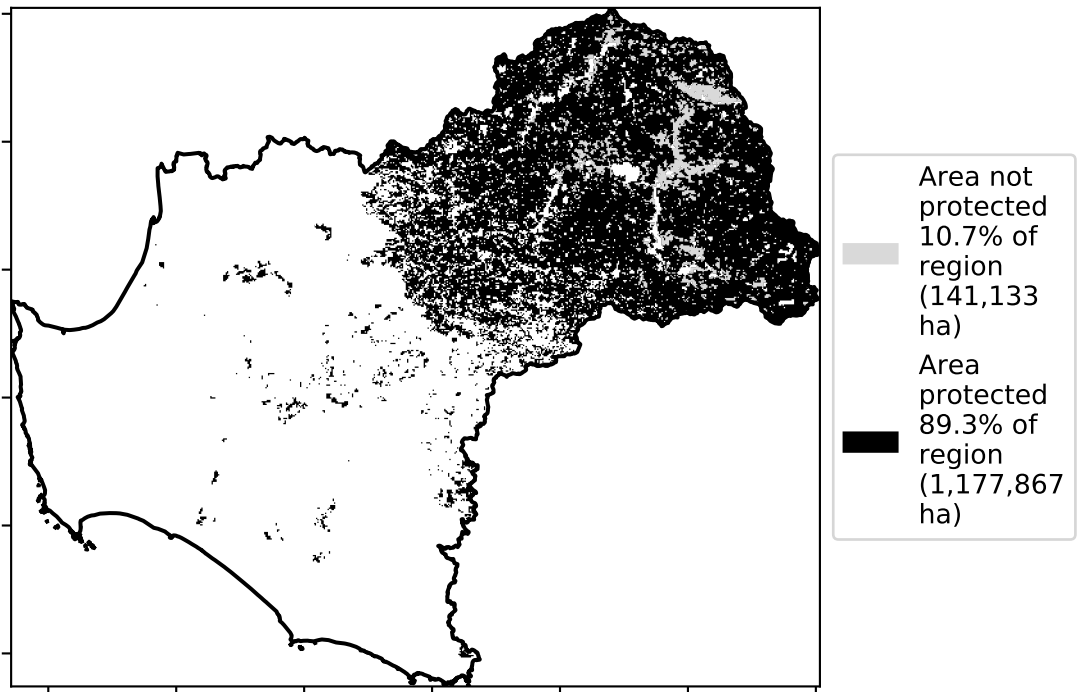 Area not
protected
10.7% of
region
(141,133
ha)
Area
protected
89.3% of
region
(1,177,867
ha)